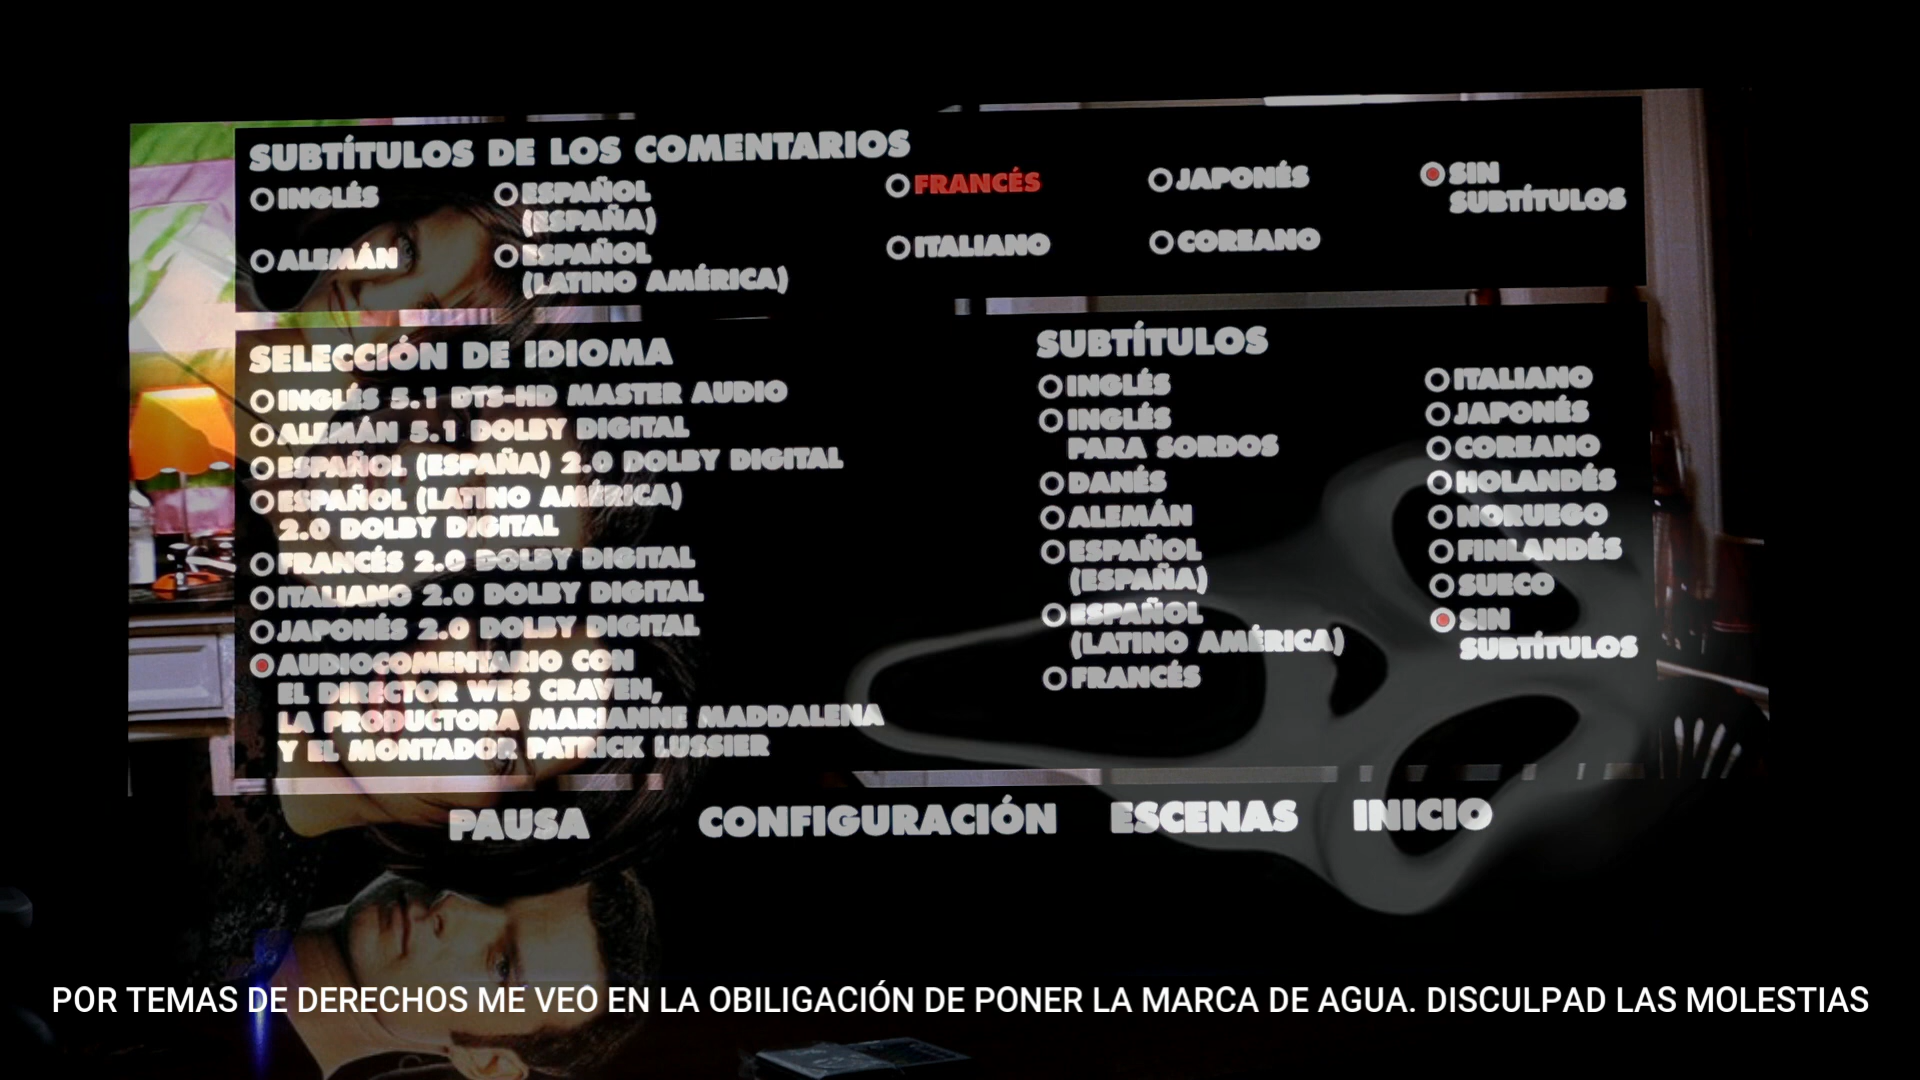 SUBTÍTULOS DE LOS COMENTARIOS
INGLÉS
ALEMÁN
ESPAÑOL
(ESPAÑA)
ESPAÑOL
(LATINO AMÉRICA)
FRANCÉS
ITALIANO
JAPONÉS
COREANO
SIN
SUBTÍTULOS
SELECCIÓN DE IDIOMA
INGLÉS 5.1 DTS-HD MASTER AUDIO
ALEMÁN 5.1 DOLBY DIGITAL
ESPAÑOL (ESPAÑA) 2.0 DOLBY DIGITAL
ESPAÑOL (LATINO AMÉRICA)
2.0 DOLBY DIGITAL
FRANCÉS 2.0 DOLBY DIGITAL
ITALIANO 2.0 DOLBY DIGITAL
JAPONÉS 2.0 DOLBY DIGITAL
AUDIOCOMENTARIO CON
EL DIRECTOR WES CRAVEN,
LA PRODUCTORA MARIANNE MADDALENA
Y EL MONTADOR PATRICK LUSSIER
SUBTÍTULOS
INGLÉS
INGLÉS
PARA SORDOS
DANÉS
ALEMÁN
ESPAÑOL
(ESPAÑA)
ESPAÑOL
(LATINO AMÉRICA)
FRANCÉS
ITALIANO
JAPONÉS
COREANO
HOLANDÉS
NORUEGO
FINLANDÉS
SUECO
SIN
SUBTÍTULOS
PAUSA CONFIGURACIÓN ESCENAS INICIO
POR TEMAS DE DERECHOS ME VEO EN LA OBILIGACIÓN DE PONER LA MARCA DE AGUA. DISCULPAD LAS MOLESTIAS